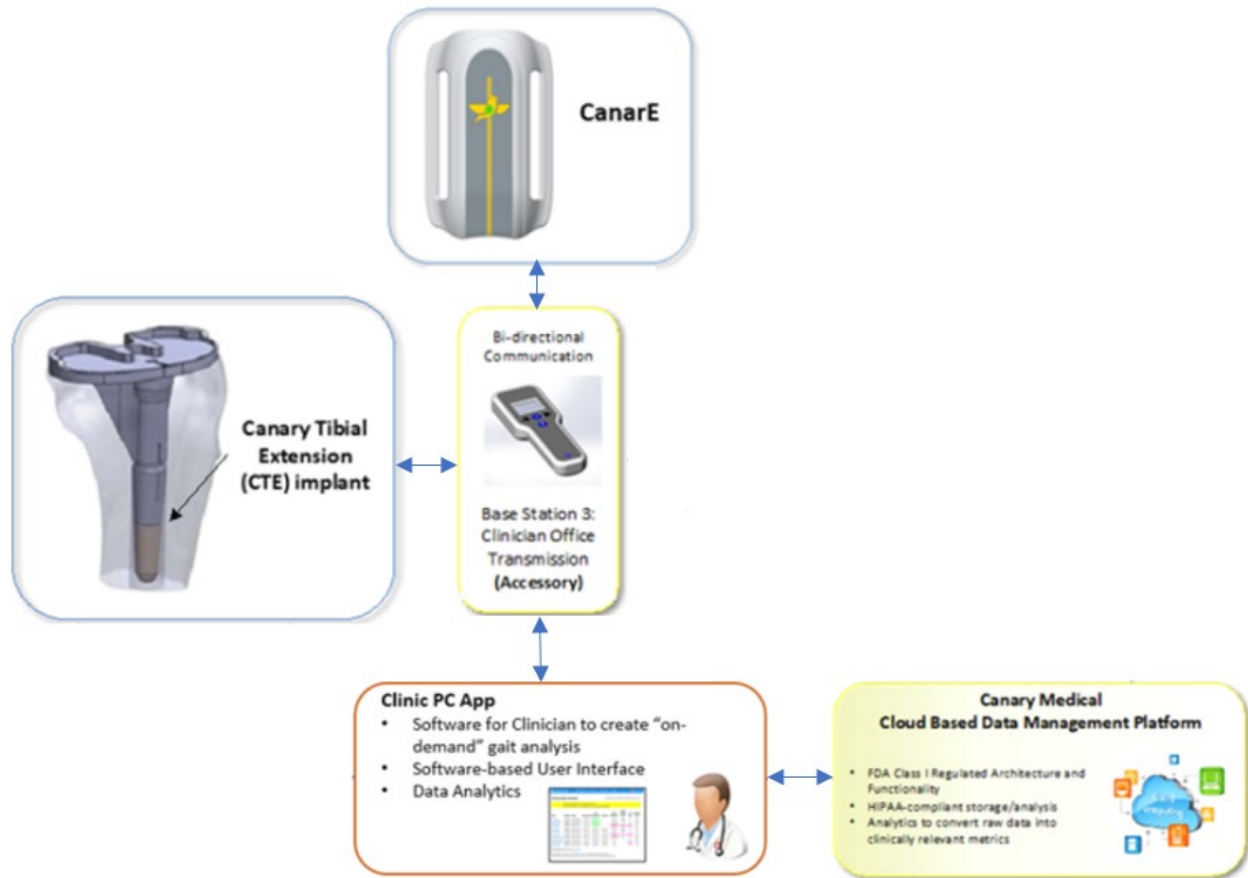 CanarE
Bi-directional
Communication
Canary Tibial
Extension
(CTE) implant
Base Station 3:
Clinician Office
Transmission
(Accessory)
Clinic PC App
• Software for Clinician to create "on-
demand" gait analysis
• Software-based User Interface
• Data Analytics
Canary Medical
Cloud Based Data Management Platform
• FDA Class I Regulated Architecture and
Functionality
• HIPAA-compliant storage/analysis
• Analytics to convert raw data into
clinically relevant metrics